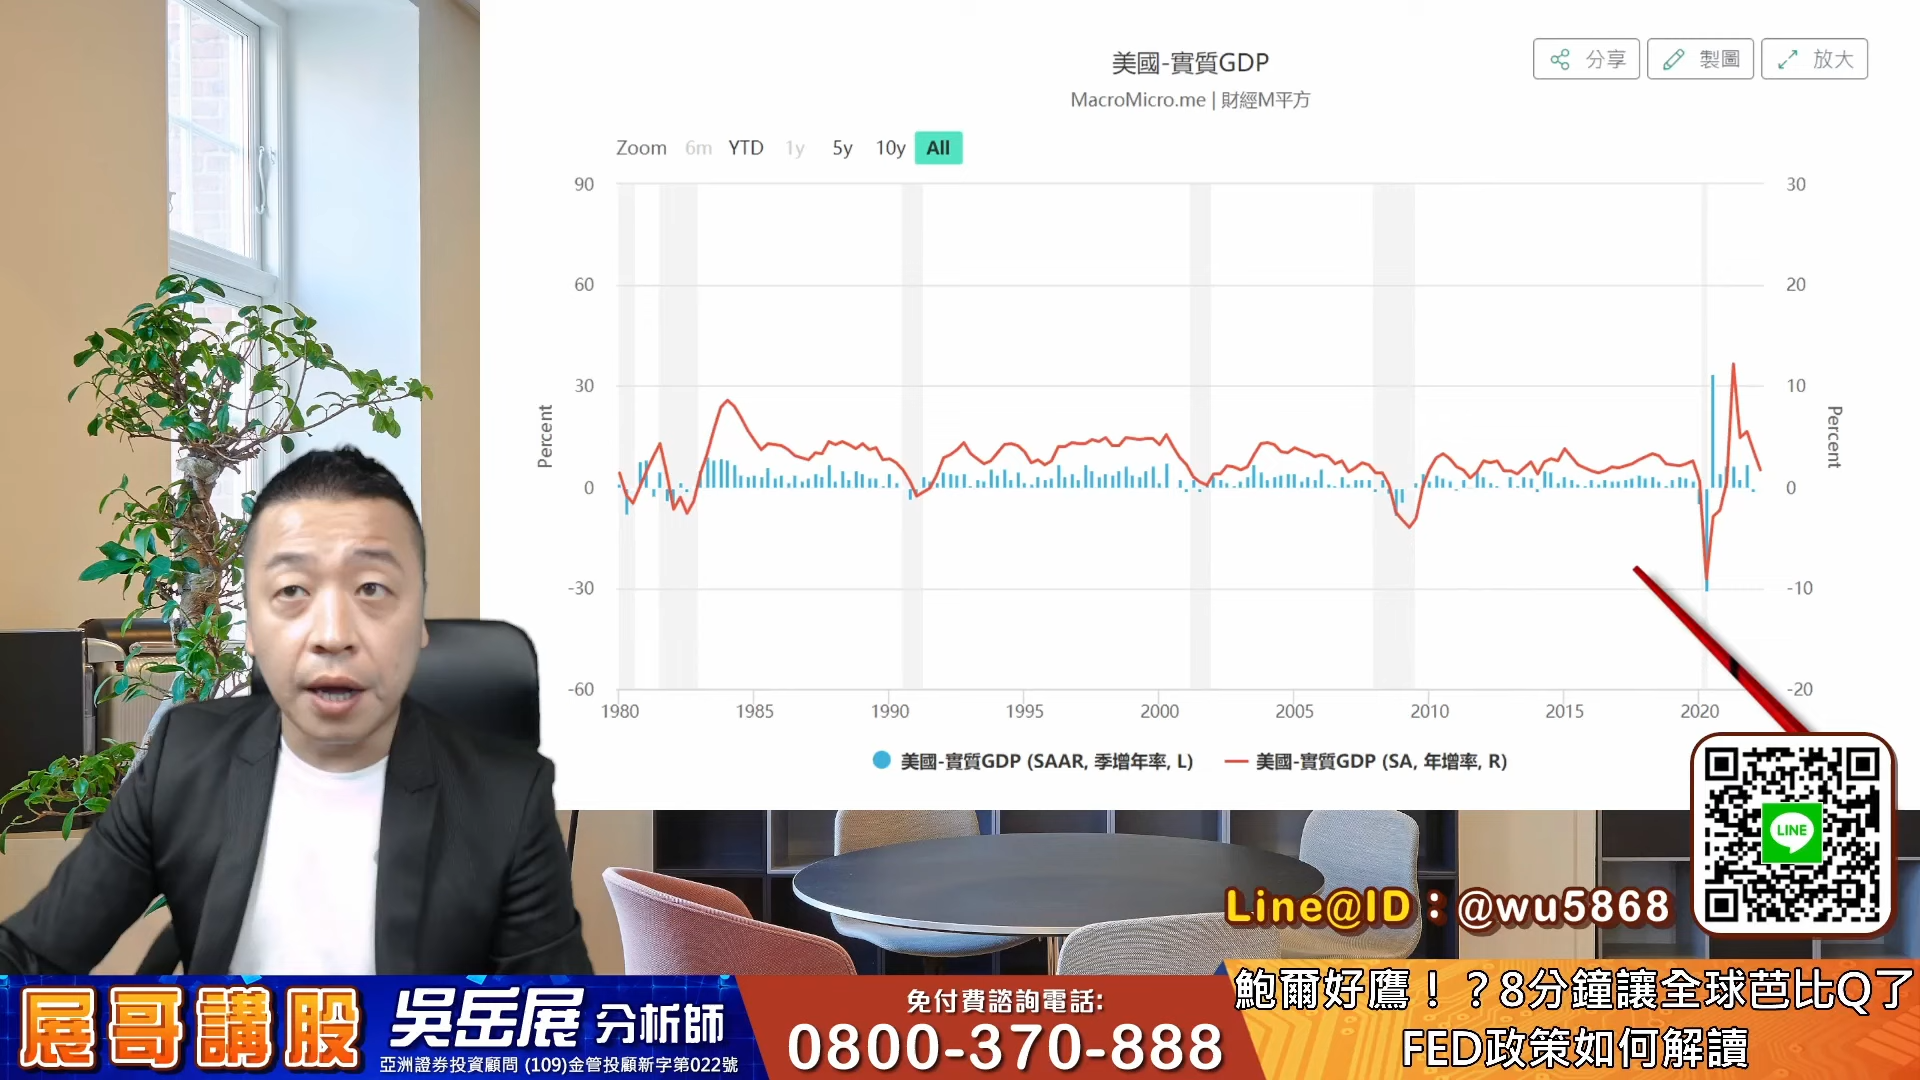 美國-實質GDP
MacroMicro.me | 財經M平方
分享
製圖
放大
Zoom 6m YTD 1y 5y 10y All
90
60
30
0
-30
-60
Percent
30
20
10
0
-10
-20
Percent
1980 1985 1990 1995 2000 2005 2010 2015 2020
美國-實質GDP (SAAR, 季增年率, L)
美國-實質GDP (SA, 年增率, R)
LINE
Line@ID：@wu5868
展哥講股
吳岳展 分析師
亞洲證券投資顧問 (109)金管投顧新字第022號
免付費諮詢電話:
0800-370-888
鮑爾好鷹！？8分鐘讓全球芭比Q了
FED政策如何解讀